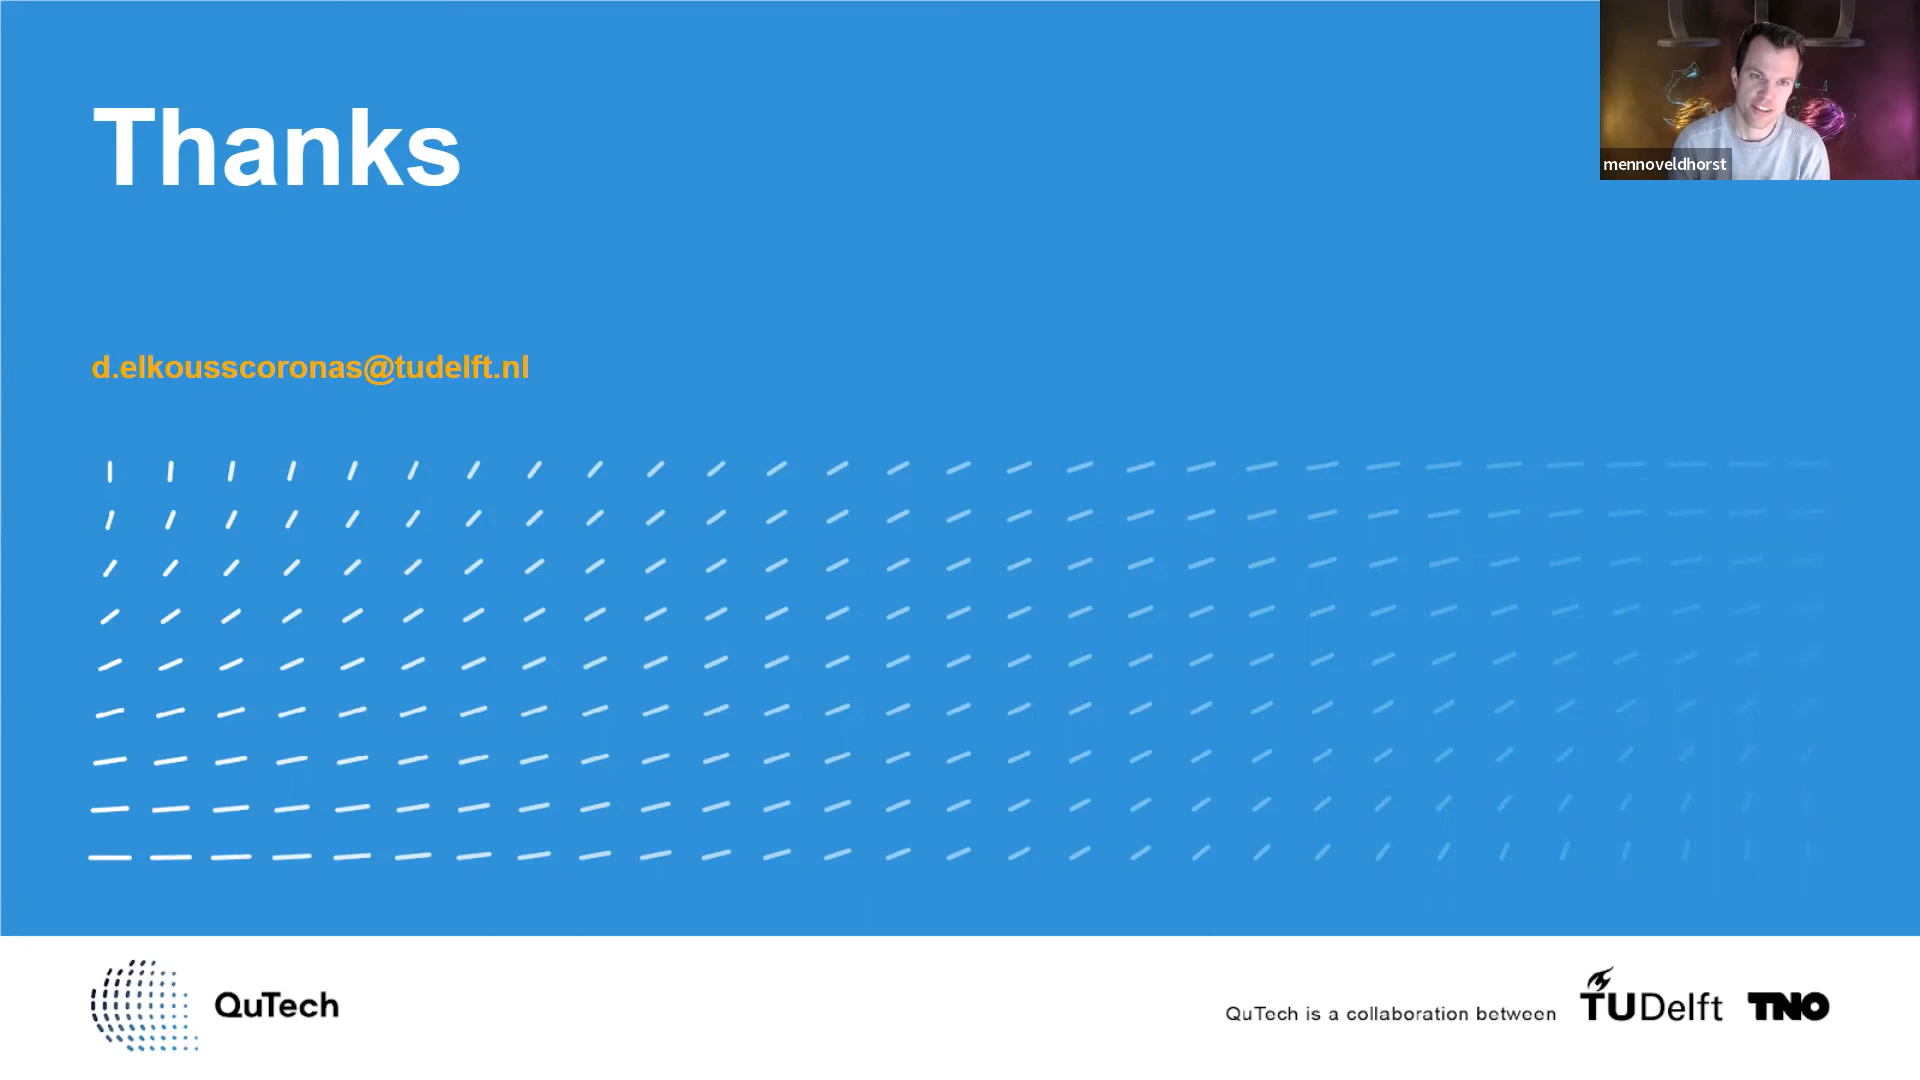 Thanks
mennoveldhorst
d.elkousscoronas@tudelft.nl
QuTech
QuTech is a collaboration between
TUDelft
TNO